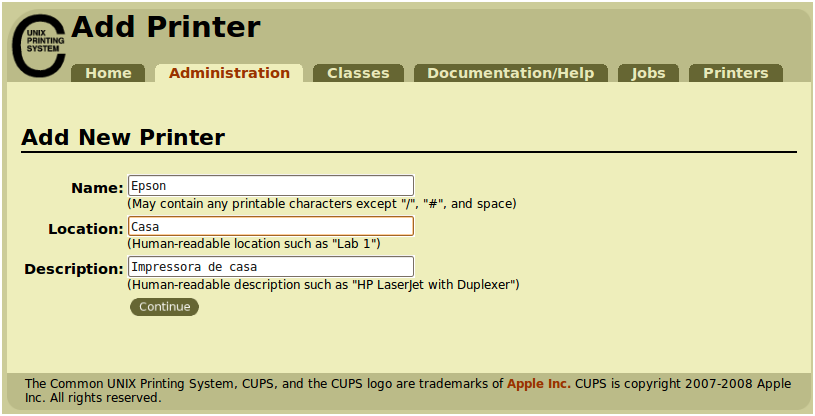 UNIX
PRINTING
SYSTEM
Add Printer
Home Administration Classes Documentation/Help Jobs Printers
Add New Printer
Name: Epson
(May contain any printable characters except "/", "#", and space)
Location: Casa
(Human-readable location such as "Lab 1")
Description: Impressora de casa
(Human-readable description such as "HP LaserJet with Duplexer")
Continue
The Common UNIX Printing System, CUPS, and the CUPS logo are trademarks of Apple Inc. CUPS is copyright 2007-2008 Apple
Inc. All rights reserved.